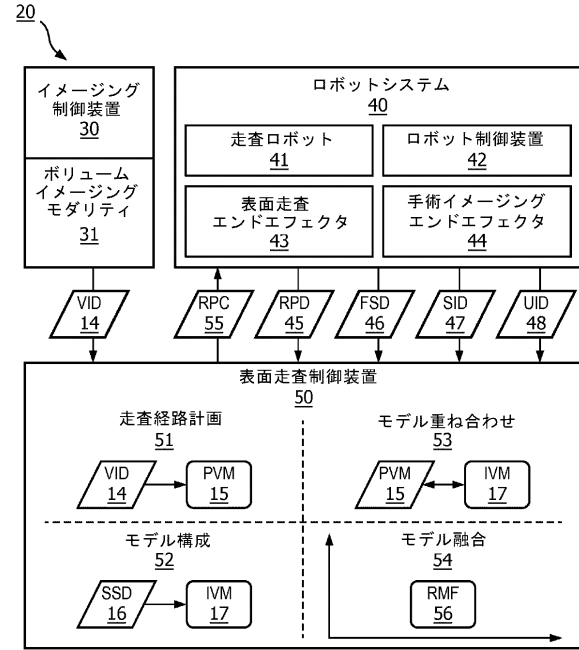 20
イメージング
制御装置
30
ボリューム
イメージング
モダリティ
31
ロボットシステム
40
走査ロボット
41
ロボット制御装置
42
表面走査
エンドエフェクタ
43
手術イメージング
エンドエフェクタ
44
VID
14
RPC
55
RPD
45
FSD
46
SID
47
UID
48
表面走査制御装置
50
走査経路計画
51
VID
14
PVM
15
モデル重ね合わせ
53
PVM
15
IVM
17
モデル構成
52
SSD
16
IVM
17
モデル融合
54
RMF
56